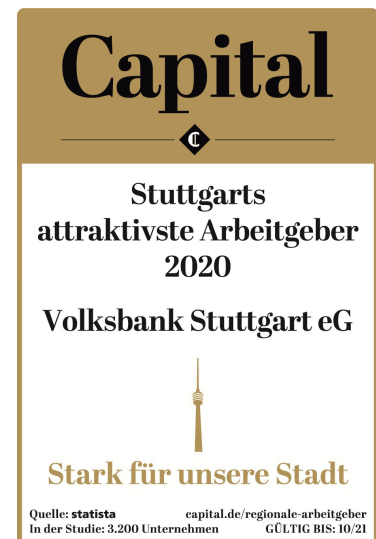 Capital
Stuttgarts
attraktivste Arbeitgeber
2020
Volksbank Stuttgart eG
Stark für unsere Stadt
Quelle: statista capital.de/regionale-arbeitgeber
In der Studie: 3.200 Unternehmen GÜLTIG BIS: 10/21